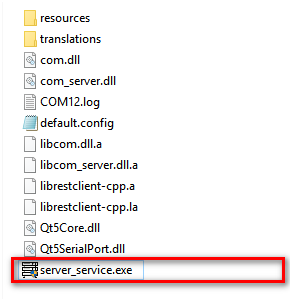 resources
translations
com.dll
com_server.dll
COM12.log
default.config
libcom.dll.a
libcom_server.dll.a
librestclient-cpp.a
librestclient-cpp.la
Qt5Core.dll
Qt5SerialPort.dll
server_service.exe